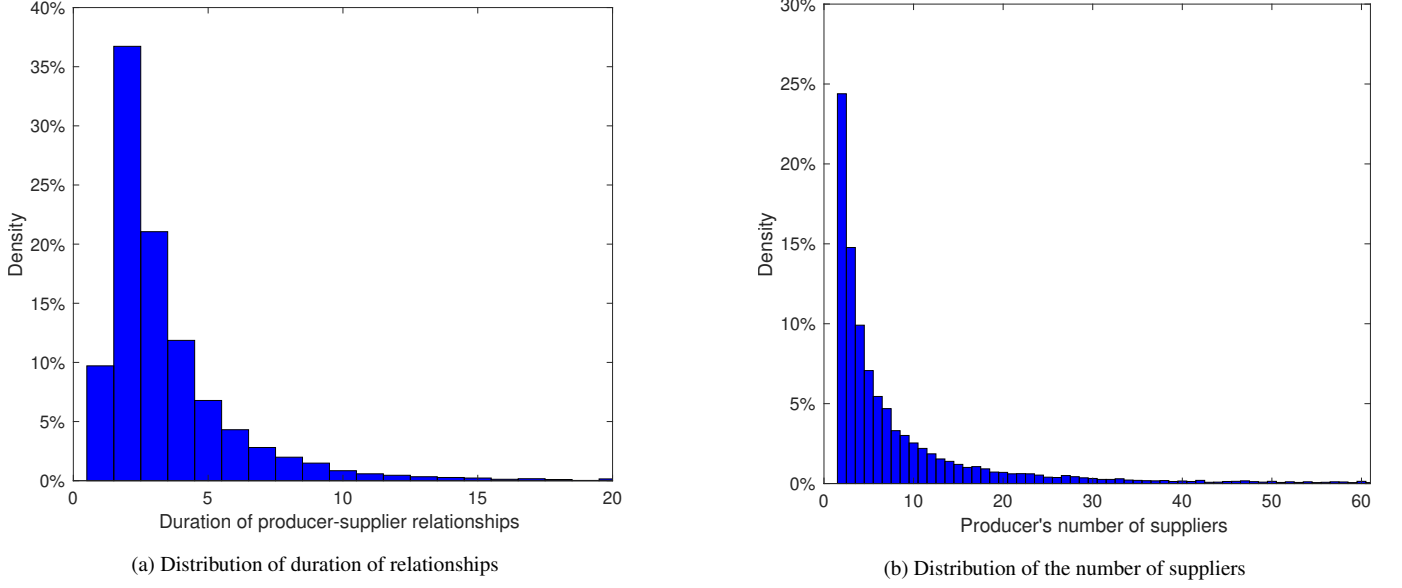 40%
35%
30%
25%
20%
15%
10%
5%
0%
Density
0 5 10 15 20
Duration of producer-supplier relationships
(a) Distribution of duration of relationships
30%
25%
20%
15%
10%
5%
0%
Density
0 10 20 30 40 50 60
Producer's number of suppliers
(b) Distribution of the number of suppliers